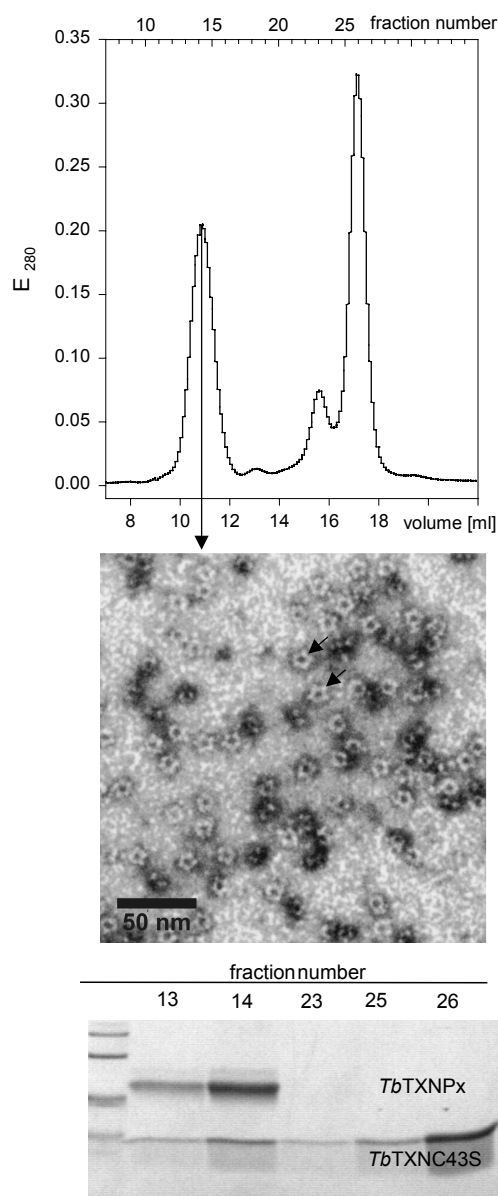 10 15 20 25 fraction number
0.35
0.30
0.25
0.20
0.15
0.10
0.05
0.00
E 280
8 10 12 14 16 18 volume [ml]
50 nm
fraction number
13 14 23 25 26
TbTXNPx
TbTXNC43S